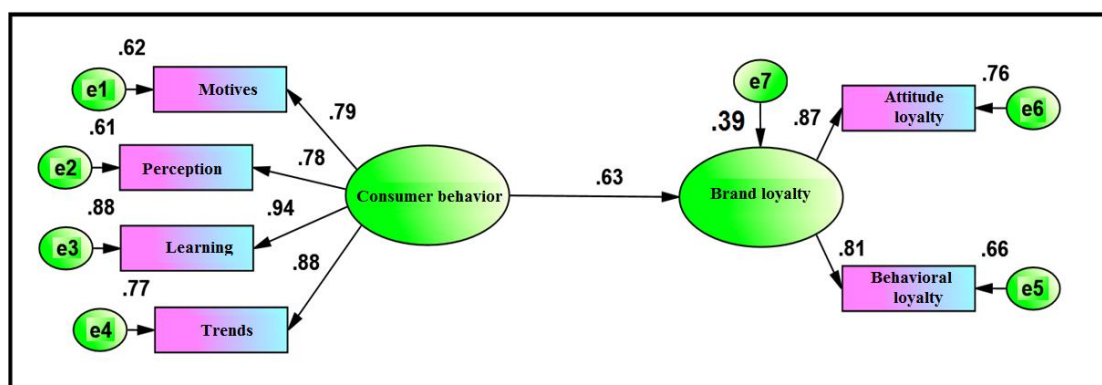 .62
e1
Motives
.79
.61
e2
Perception
.78
.88
e3
Learning
.94
.77
e4
Trends
.88
Consumer behavior
.63
e7
.39
Brand loyalty
.87
Attitude
loyalty
.76
e6
.81
Behavioral
loyalty
.66
e5